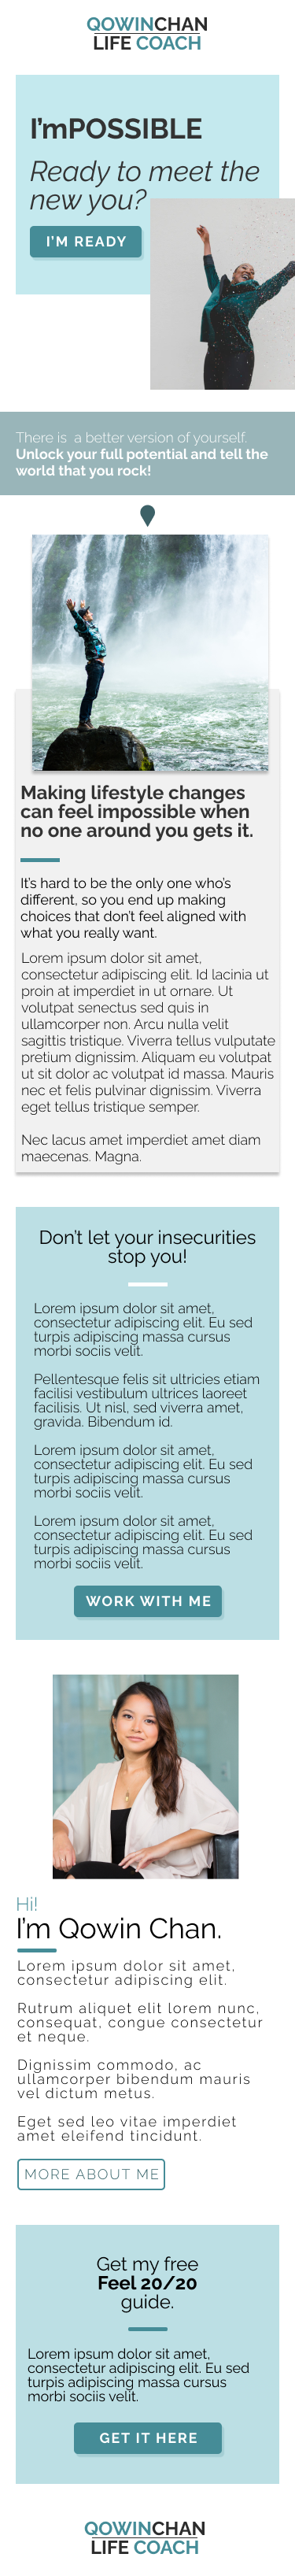 QOWINCHAN
LIFE COACH
I'mPOSSIBLE
Ready to meet the
new you?
I'M READY
There is a better version of yourself.
Unlock your full potential and tell the
world that you rock!
Making lifestyle changes
can feel impossible when
no one around you gets it.
It's hard to be the only one who's
different, so you end up making
choices that don't feel aligned with
what you really want.
Lorem ipsum dolor sit amet,
consectetur adipiscing elit. Id lacinia ut
proin at imperdiet in ut ornare. Ut
volutpat senectus sed quis in
ullamcorper non. Arcu nulla velit
sagittis tristique. Viverra tellus vulputate
pretium dignissim. Aliquam eu volutpat
ut sit dolor ac volutpat id massa. Mauris
nec et felis pulvinar dignissim. Viverra
eget tellus tristique semper.
Nec lacus amet imperdiet amet diam
maecenas. Magna.
Don't let your insecurities
stop you!
Lorem ipsum dolor sit amet,
consectetur adipiscing elit. Eu sed
turpis adipiscing massa cursus
morbi sociis velit.
Pellentesque felis sit ultricies etiam
facilisi vestibulum ultrices laoreet
facilisis. Ut nisl, sed viverra amet,
gravida. Bibendum id.
Lorem ipsum dolor sit amet,
consectetur adipiscing elit. Eu sed
turpis adipiscing massa cursus
morbi sociis velit.
Lorem ipsum dolor sit amet,
consectetur adipiscing elit. Eu sed
turpis adipiscing massa cursus
morbi sociis velit.
WORK WITH ME
Hi!
I'm Qowin Chan.
Lorem ipsum dolor sit amet,
consectetur adipiscing elit.
Rutrum aliquet elit lorem nunc,
consequat, congue consectetur
et neque.
Dignissim commodo, ac
ullamcorper bibendum mauris
vel dictum metus.
Eget sed leo vitae imperdiet
amet eleifend tincidunt.
MORE ABOUT ME
Get my free
Feel 20/20
guide.
Lorem ipsum dolor sit amet,
consectetur adipiscing elit. Eu sed
turpis adipiscing massa cursus
morbi sociis velit.
GET IT HERE
QOWINCHAN
LIFE COACH